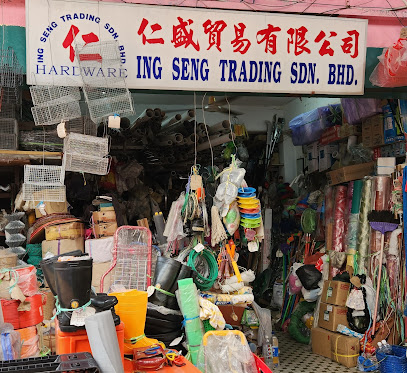 ING SENG TRADING SDN. BHD.
仁
HARDWARE
仁盛貿易有限公司
ING SENG TRADING SDN. BHD.